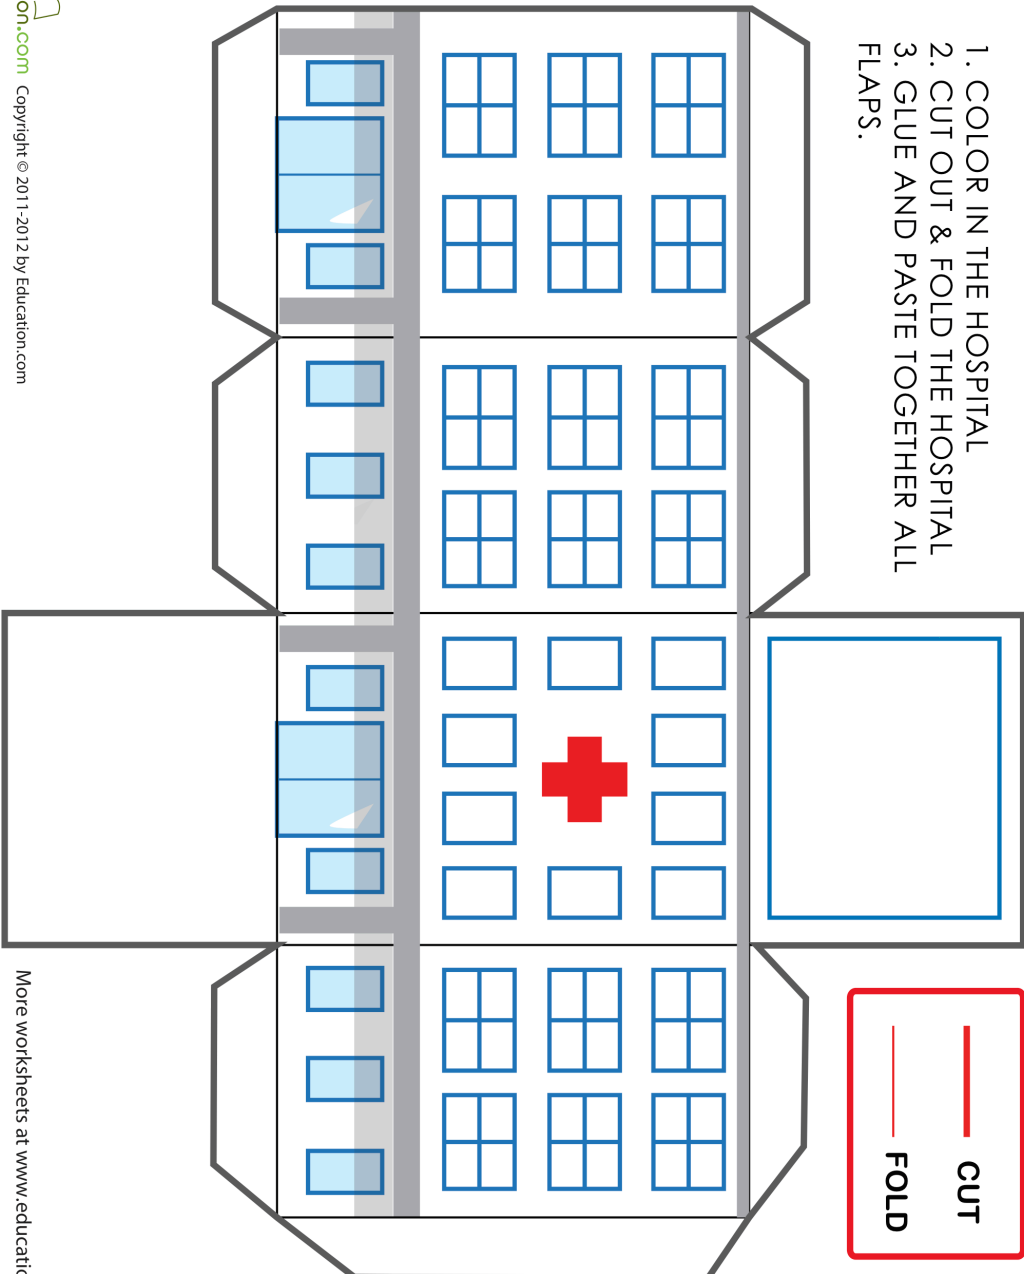 1. COLOR IN THE HOSPITAL
2. CUT OUT & FOLD THE HOSPITAL
3. GLUE AND PASTE TOGETHER ALL
FLAPS.
CUT
FOLD
on.com Copyright © 2011-2012 by Education.com
More worksheets at www.educatio